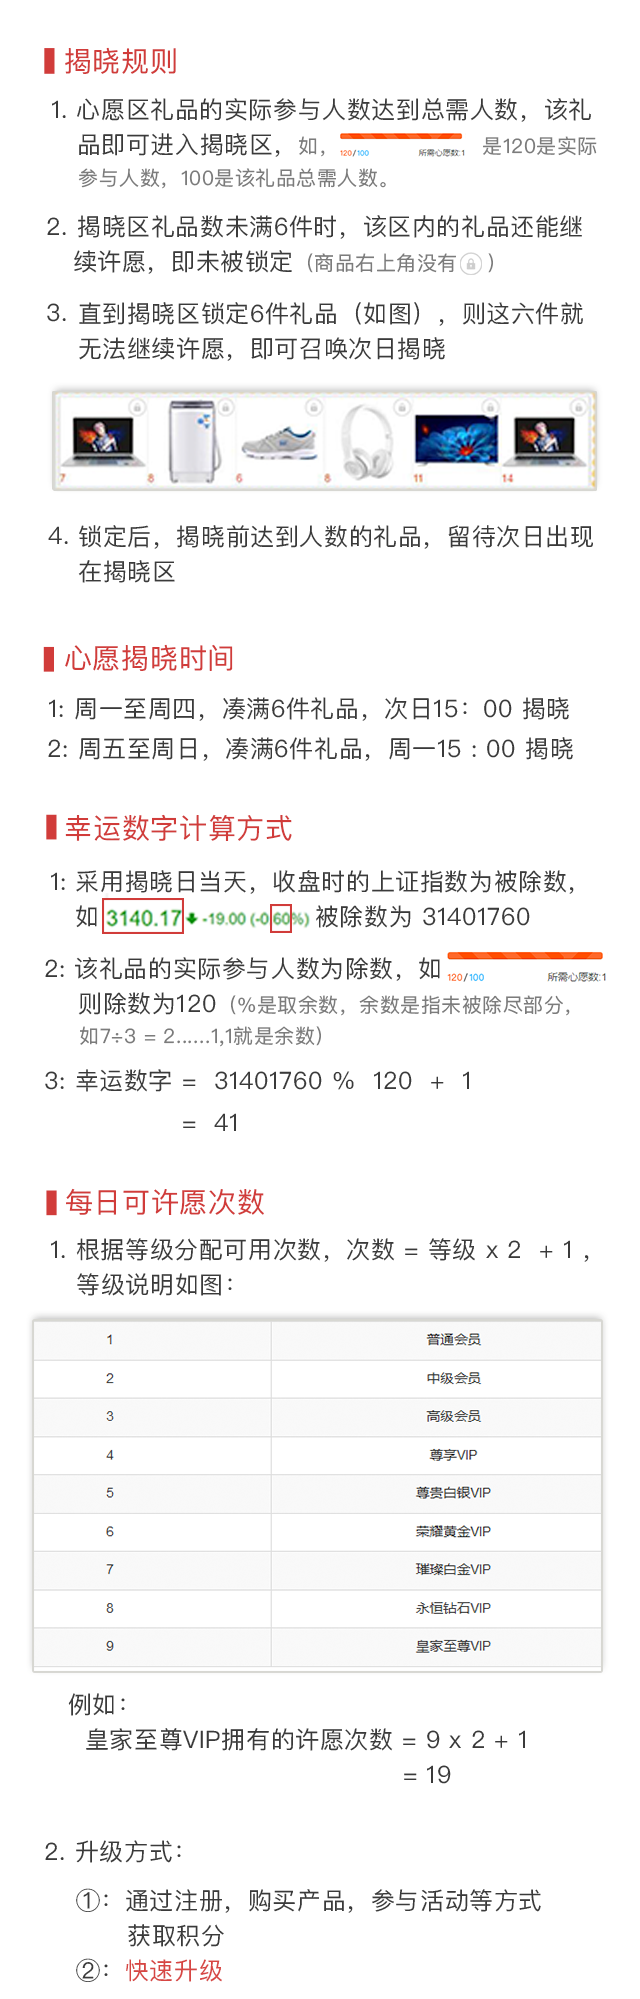 揭晓规则
1. 心愿区礼品的实际参与人数达到总需人数，该礼
品即可进入揭晓区，如， 120/100 所需心愿数:1 是120是实际
参与人数，100是该礼品总需人数。
2. 揭晓区礼品数未满6件时，该区内的礼品还能继
续许愿，即未被锁定（商品右上角没有 ）
3. 直到揭晓区锁定6件礼品（如图），则这六件就
无法继续许愿，即可召唤次日揭晓
7 8 6 8 11 14
4. 锁定后，揭晓前达到人数的礼品，留待次日出现
在揭晓区
心愿揭晓时间
1: 周一至周四，凑满6件礼品，次日15：00 揭晓
2: 周五至周日，凑满6件礼品，周一15 : 00 揭晓
幸运数字计算方式
1: 采用揭晓日当天，收盘时的上证指数为被除数，
如 3140.17 -19.00 (-0.60%) 被除数为 31401760
2: 该礼品的实际参与人数为除数，如 120/100 所需心愿数:1
则除数为120（%是取余数，余数是指未被除尽部分，
如7÷3 = 2......1,1就是余数）
3: 幸运数字 = 31401760 % 120 + 1
= 41
每日可许愿次数
1. 根据等级分配可用次数，次数 = 等级 x 2 + 1 ，
等级说明如图：
1 普通会员
2 中级会员
3 高级会员
4 尊享VIP
5 尊贵白银VIP
6 荣耀黄金VIP
7 璀璨白金VIP
8 永恒钻石VIP
9 皇家至尊VIP
例如：
皇家至尊VIP拥有的许愿次数 = 9 x 2 + 1
= 19
2. 升级方式：
①：通过注册，购买产品，参与活动等方式
获取积分
②：快速升级